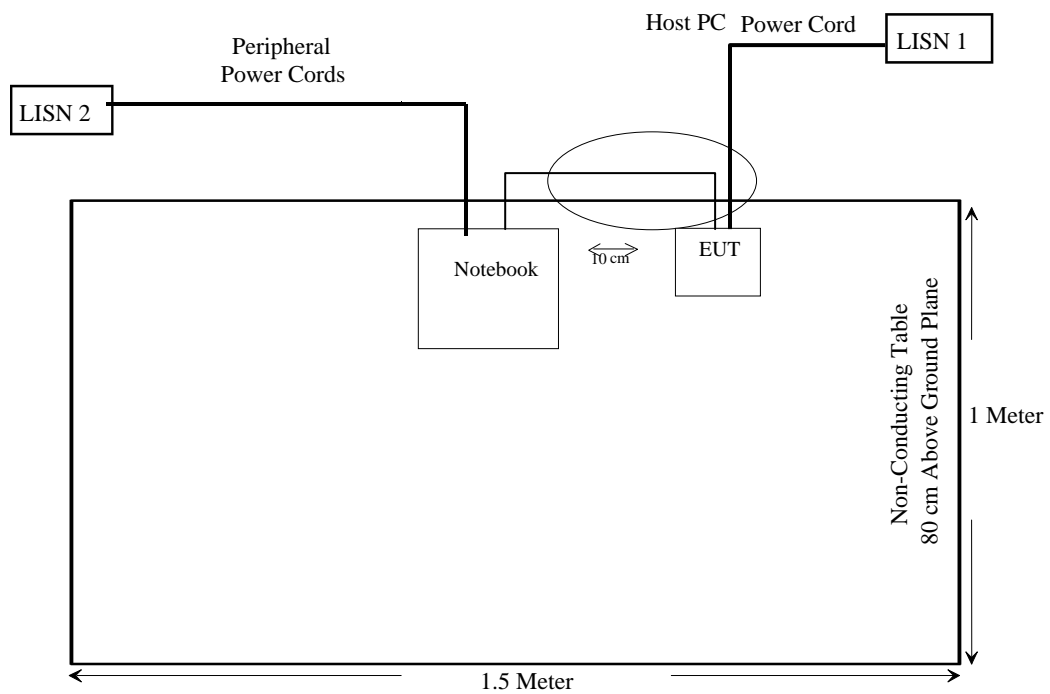 Host PC Power Cord
LISN 1
Peripheral
Power Cords
LISN 2
Notebook
10 cm
EUT
Non-Conducting Table
80 cm Above Ground Plane
1 Meter
1.5 Meter